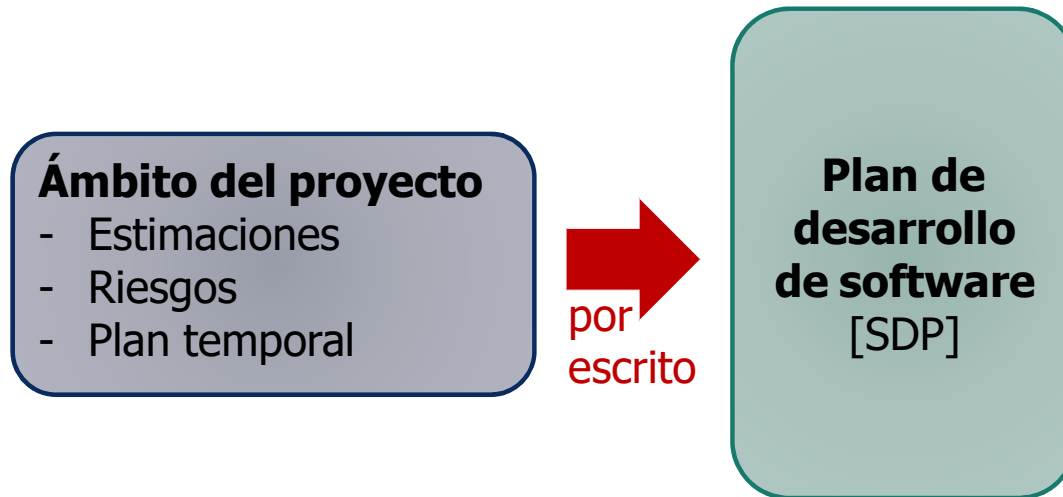 Ámbito del proyecto
- Estimaciones
- Riesgos
- Plan temporal
por
escrito
Plan de
desarrollo
de software
[SDP]